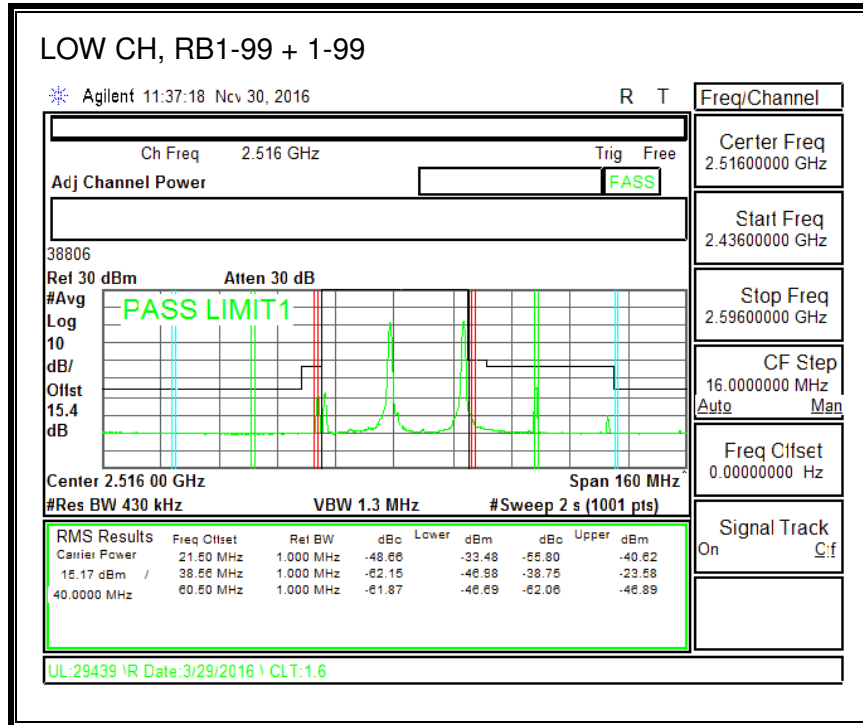 LOW CH, RB1-99 + 1-99
Agilent 11:37:18 Nov 30, 2016 R T
Freq/Channel
Ch Freq 2.516 GHz Trig Free
Adj Channel Power PASS
Center Freq
2.51600000 GHz
Start Freq
2.43600000 GHz
Stop Freq
2.59600000 GHz
CF Step
16.0000000 MHz
Auto Man
Freq Offset
0.00000000 Hz
Signal Track
On Off
38806
Ref 30 dBm Atten 30 dB
#Avg
Log
10
dB/
Offst
15.4
dB
PASS LIMIT1
Center 2.516 00 GHz Span 160 MHz^
#Res BW 430 kHz VBW 1.3 MHz #Sweep 2 s (1001 pts)
RMS Results Freq Offset Ref BW dBc Lower dBm dBc Upper dBm
Carrier Power 21.50 MHz 1.000 MHz -48.66 -33.48 -55.80 -40.62
15.17 dBm / 38.56 MHz 1.000 MHz -62.15 -46.98 -38.75 -23.58
40.0000 MHz 60.50 MHz 1.000 MHz -61.87 -46.69 -62.06 -46.89
UL:29439 \R Date:3/29/2016 \ CLT:1.6